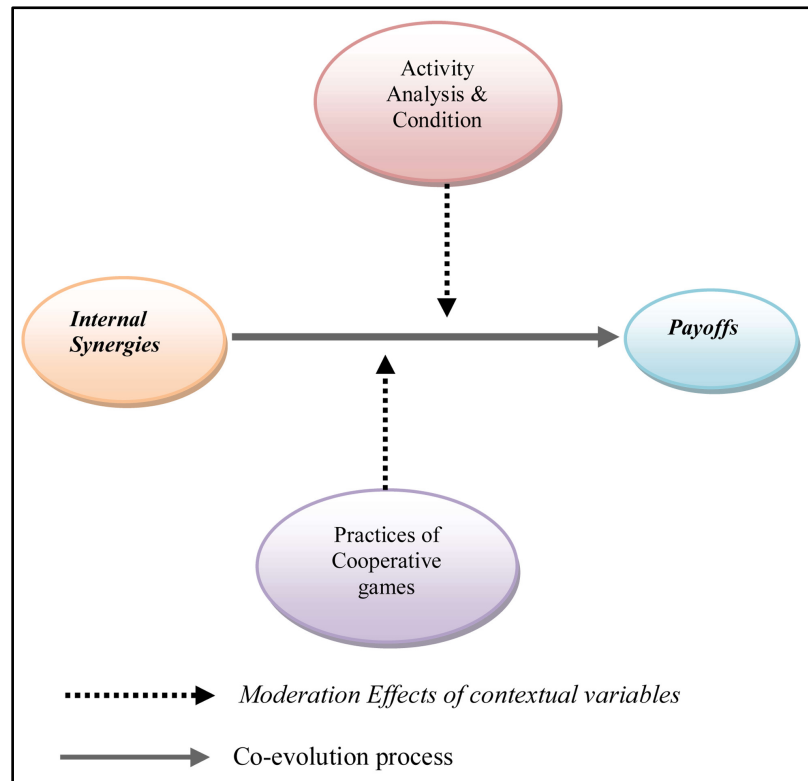 Activity
Analysis &
Condition
Internal
Synergies
Payoffs
Practices of
Cooperative
games
Moderation Effects of contextual variables
Co-evolution process